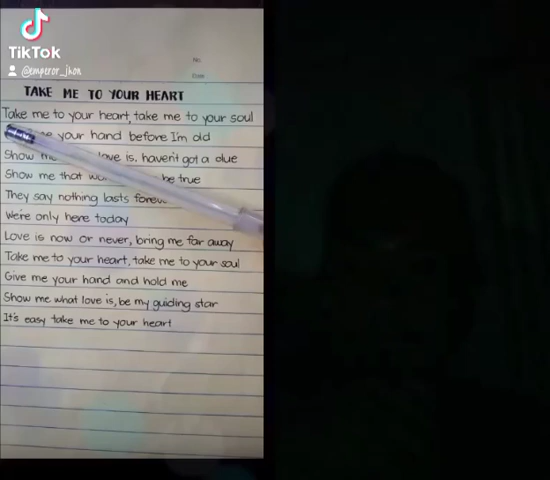 TikTok
@emperor_jhon
No.
Date
TAKE ME TO YOUR HEART
Take me to your heart, take me to your soul
your hand before I'm old
Show me love is, haven't got a clue
Show me that be true
They say nothing lasts
We're only here today
Love is now or never, bring me far away
Take me to your heart, take me to your soul
Give me your hand and hold me
Show me what love is, be my guiding star
It's easy take me to your heart